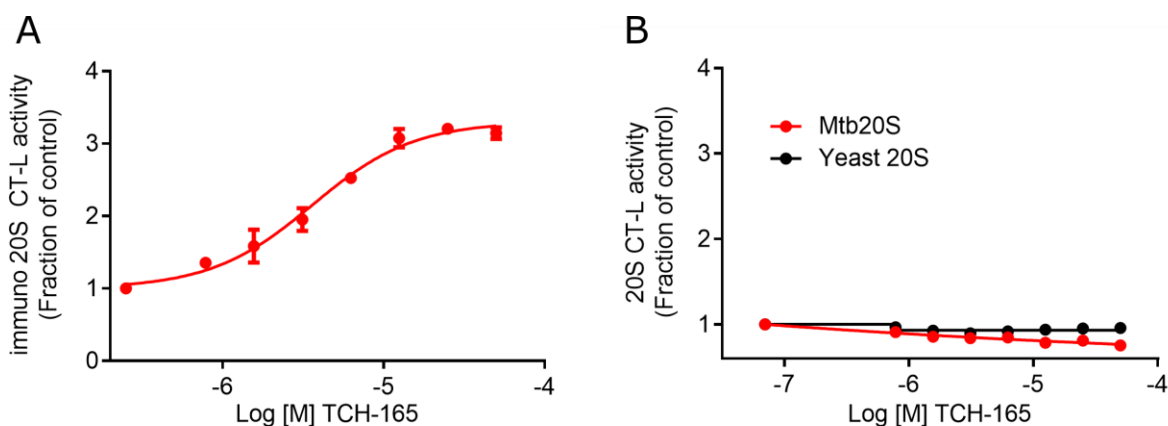 A
immuno 20S CT-L activity
(Fraction of control)
4
3
2
1
0
-6
-5
-4
Log [M] TCH-165
B
20S CT-L activity
(Fraction of control)
4
3
2
1
Mtb20S
Yeast 20S
-7
-6
-5
-4
Log [M] TCH-165